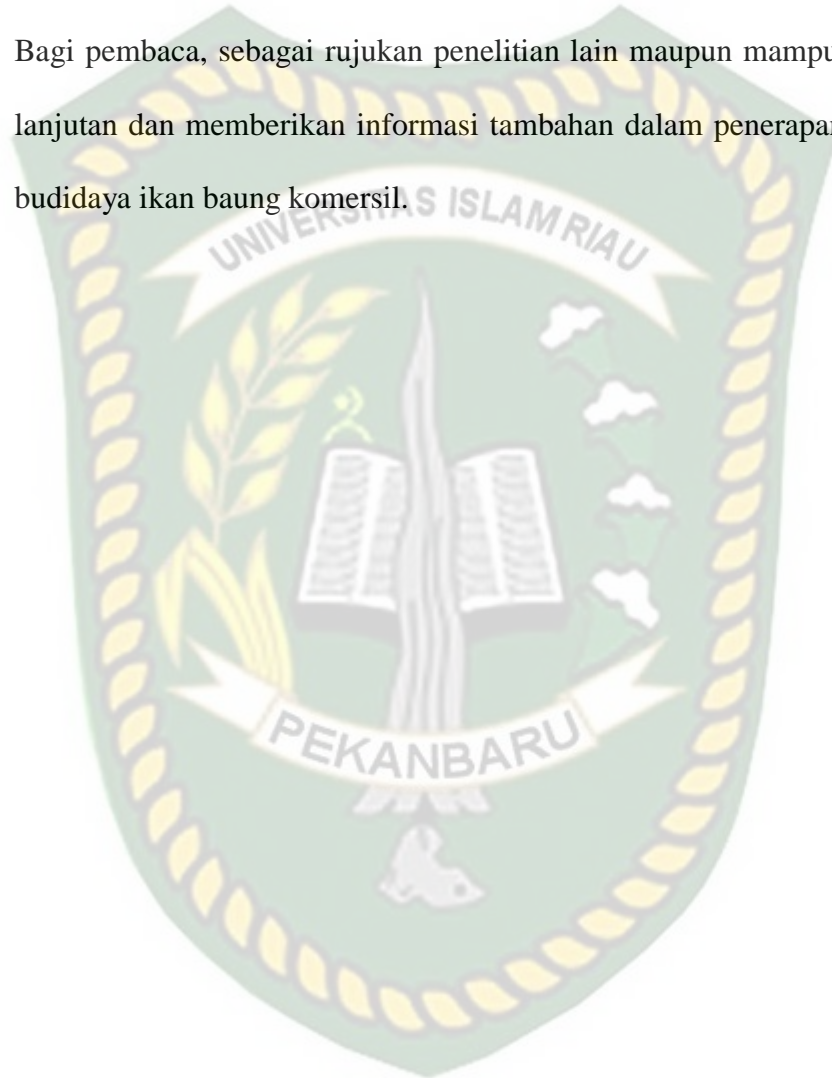 Bagi pembaca, sebagai rujukan penelitian lain maupun mampu
lanjutan dan memberikan informasi tambahan dalam penerapan
budidaya ikan baung komersil.
UNIVERSITAS ISLAM RIAU
PEKANBARU